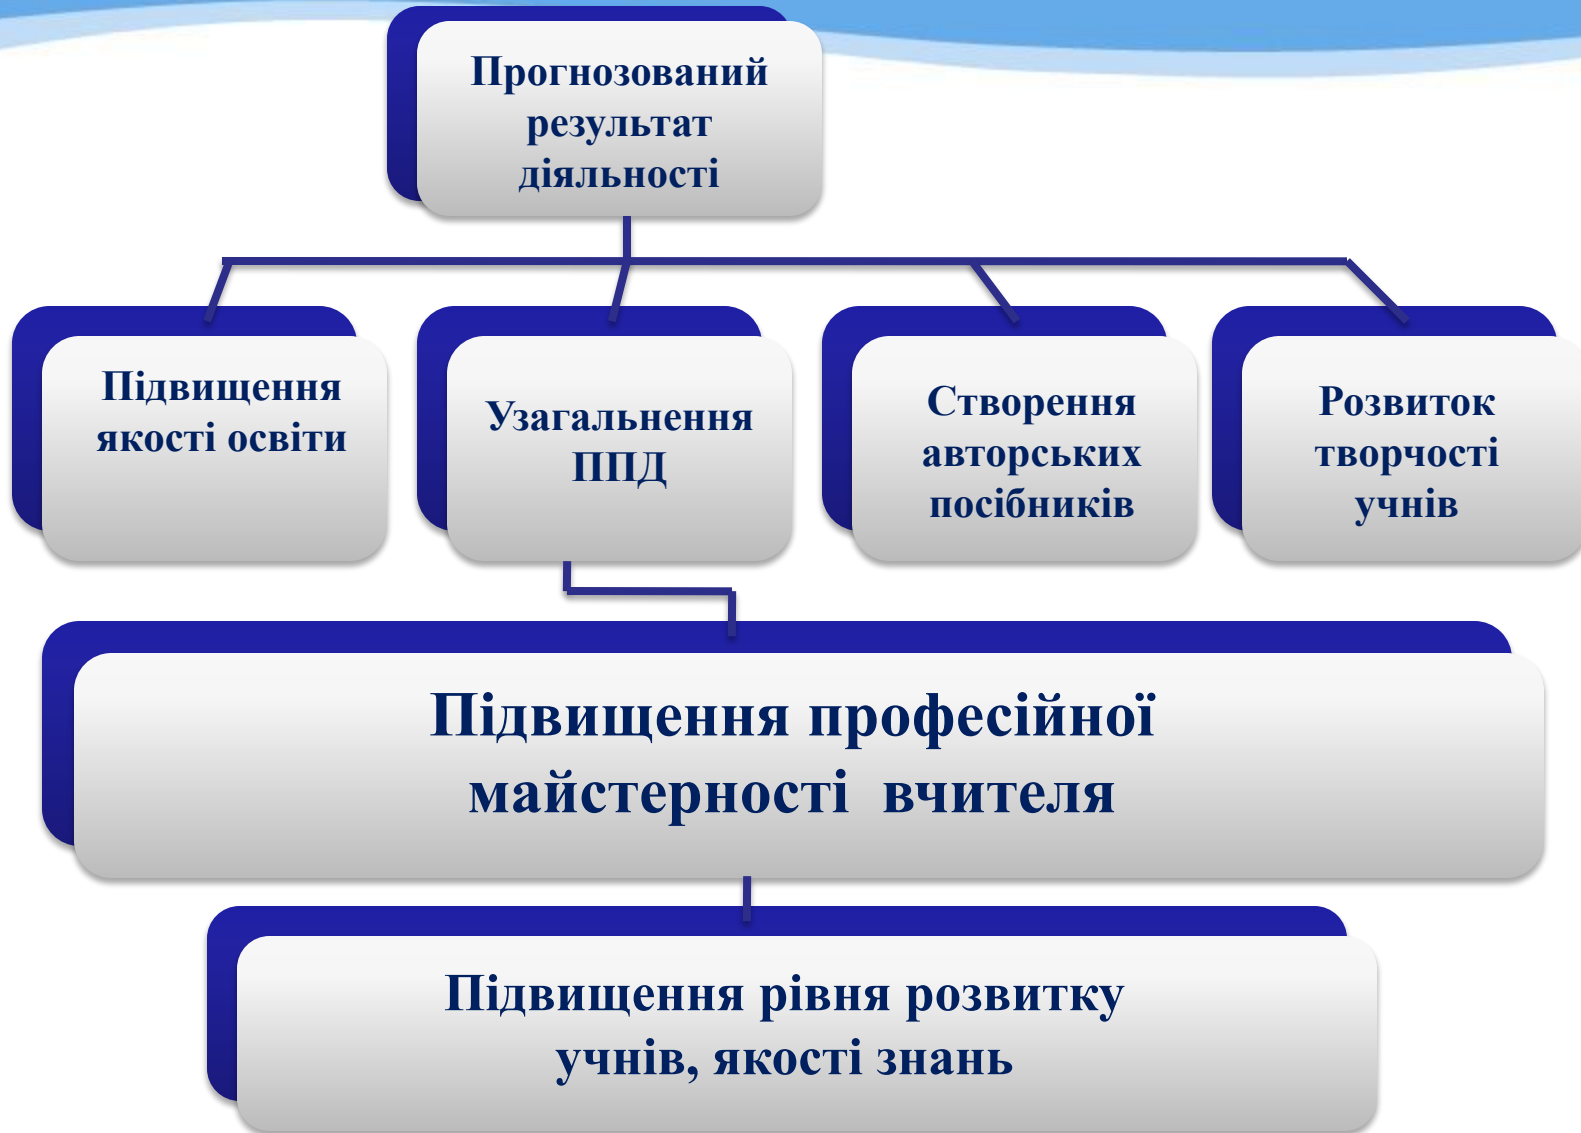 Прогнозований
результат
діяльності
Підвищення
якості освіти
Узагальнення
ППД
Створення
авторських
посібників
Розвиток
творчості
учнів
Підвищення професійної
майстерності  вчителя
Підвищення рівня розвитку
учнів, якості знань